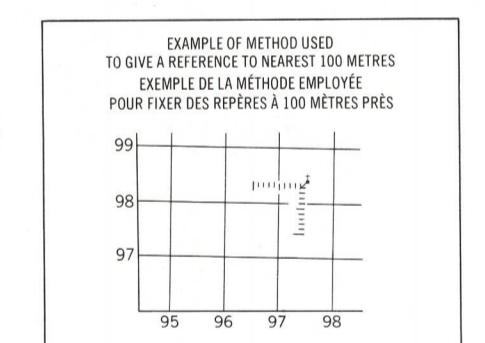 EXAMPLE OF METHOD USED
TO GIVE A REFERENCE TO NEAREST 100 METRES
EXEMPLE DE LA MÉTHODE EMPLOYÉE
POUR FIXER DES REPÈRES À 100 MÈTRES PRÈS
99
98
97
95 96 97 98